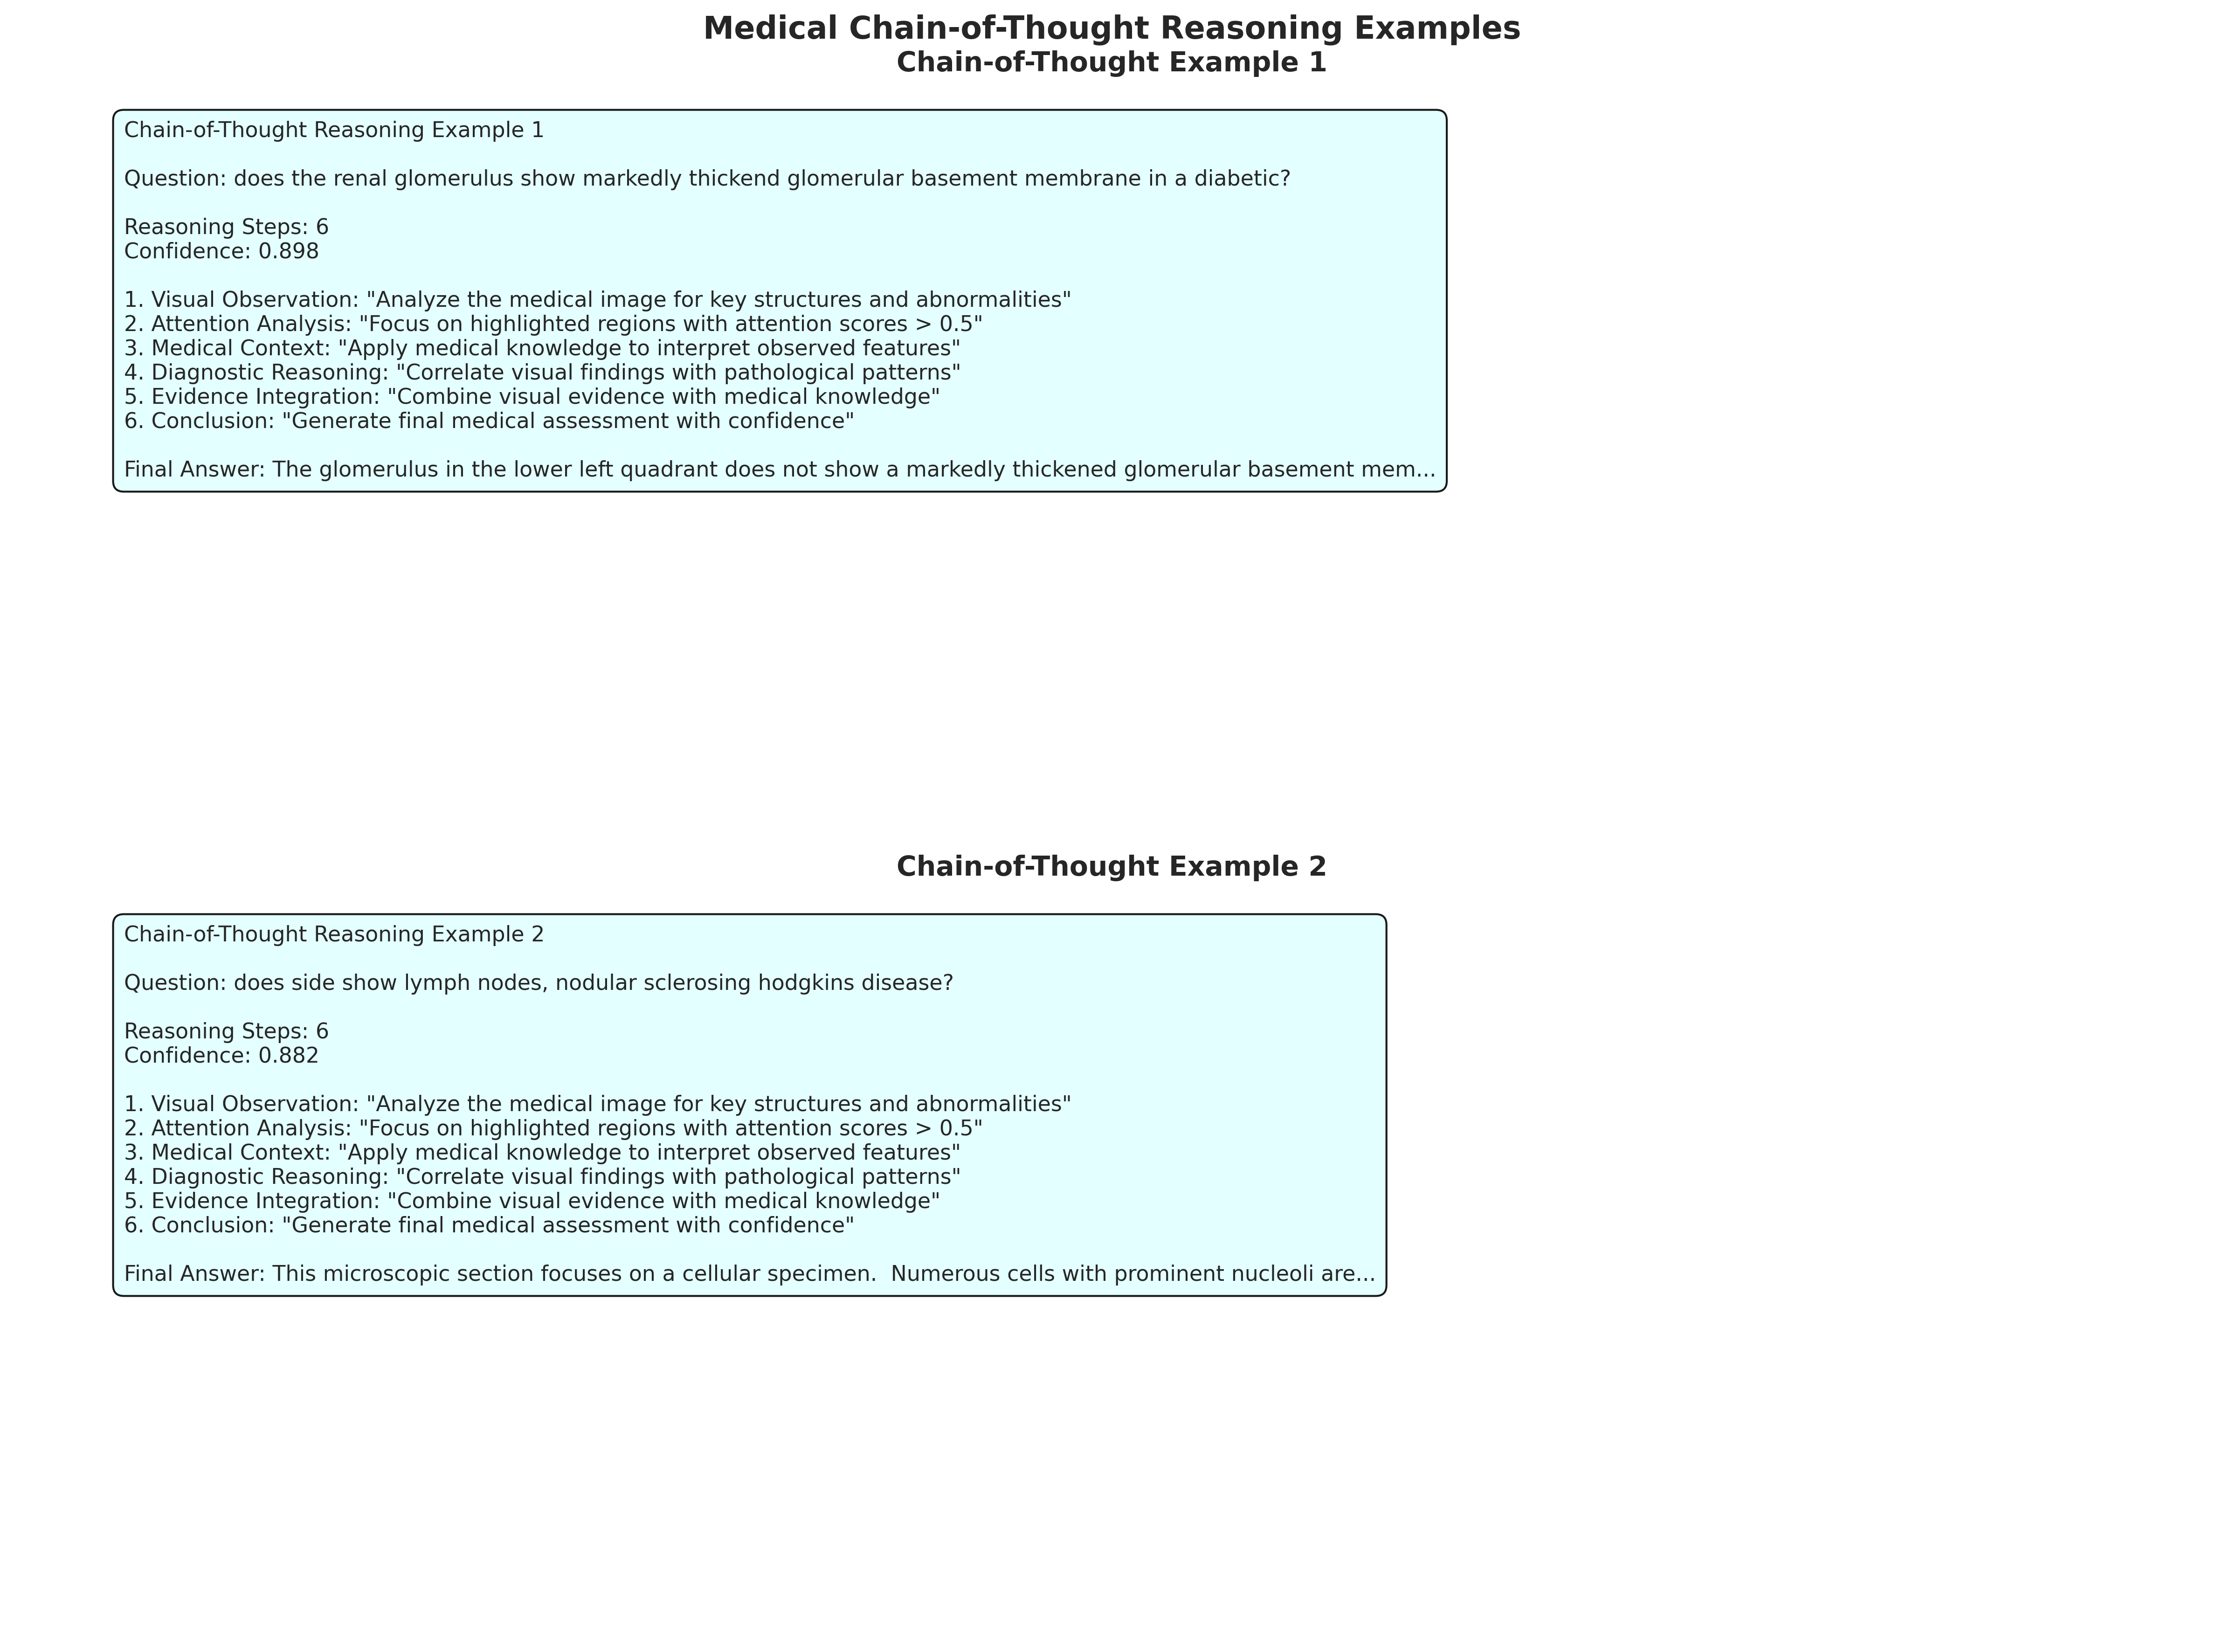 Medical Chain-of-Thought Reasoning Examples
Chain-of-Thought Example 1
Chain-of-Thought Reasoning Example 1
Question: does the renal glomerulus show markedly thickend glomerular basement membrane in a diabetic?
Reasoning Steps: 6
Confidence: 0.898
1. Visual Observation: "Analyze the medical image for key structures and abnormalities"
2. Attention Analysis: "Focus on highlighted regions with attention scores > 0.5"
3. Medical Context: "Apply medical knowledge to interpret observed features"
4. Diagnostic Reasoning: "Correlate visual findings with pathological patterns"
5. Evidence Integration: "Combine visual evidence with medical knowledge"
6. Conclusion: "Generate final medical assessment with confidence"
Final Answer: The glomerulus in the lower left quadrant does not show a markedly thickened glomerular basement mem...
Chain-of-Thought Example 2
Chain-of-Thought Reasoning Example 2
Question: does side show lymph nodes, nodular sclerosing hodgkins disease?
Reasoning Steps: 6
Confidence: 0.882
1. Visual Observation: "Analyze the medical image for key structures and abnormalities"
2. Attention Analysis: "Focus on highlighted regions with attention scores > 0.5"
3. Medical Context: "Apply medical knowledge to interpret observed features"
4. Diagnostic Reasoning: "Correlate visual findings with pathological patterns"
5. Evidence Integration: "Combine visual evidence with medical knowledge"
6. Conclusion: "Generate final medical assessment with confidence"
Final Answer: This microscopic section focuses on a cellular specimen.  Numerous cells with prominent nucleoli are...